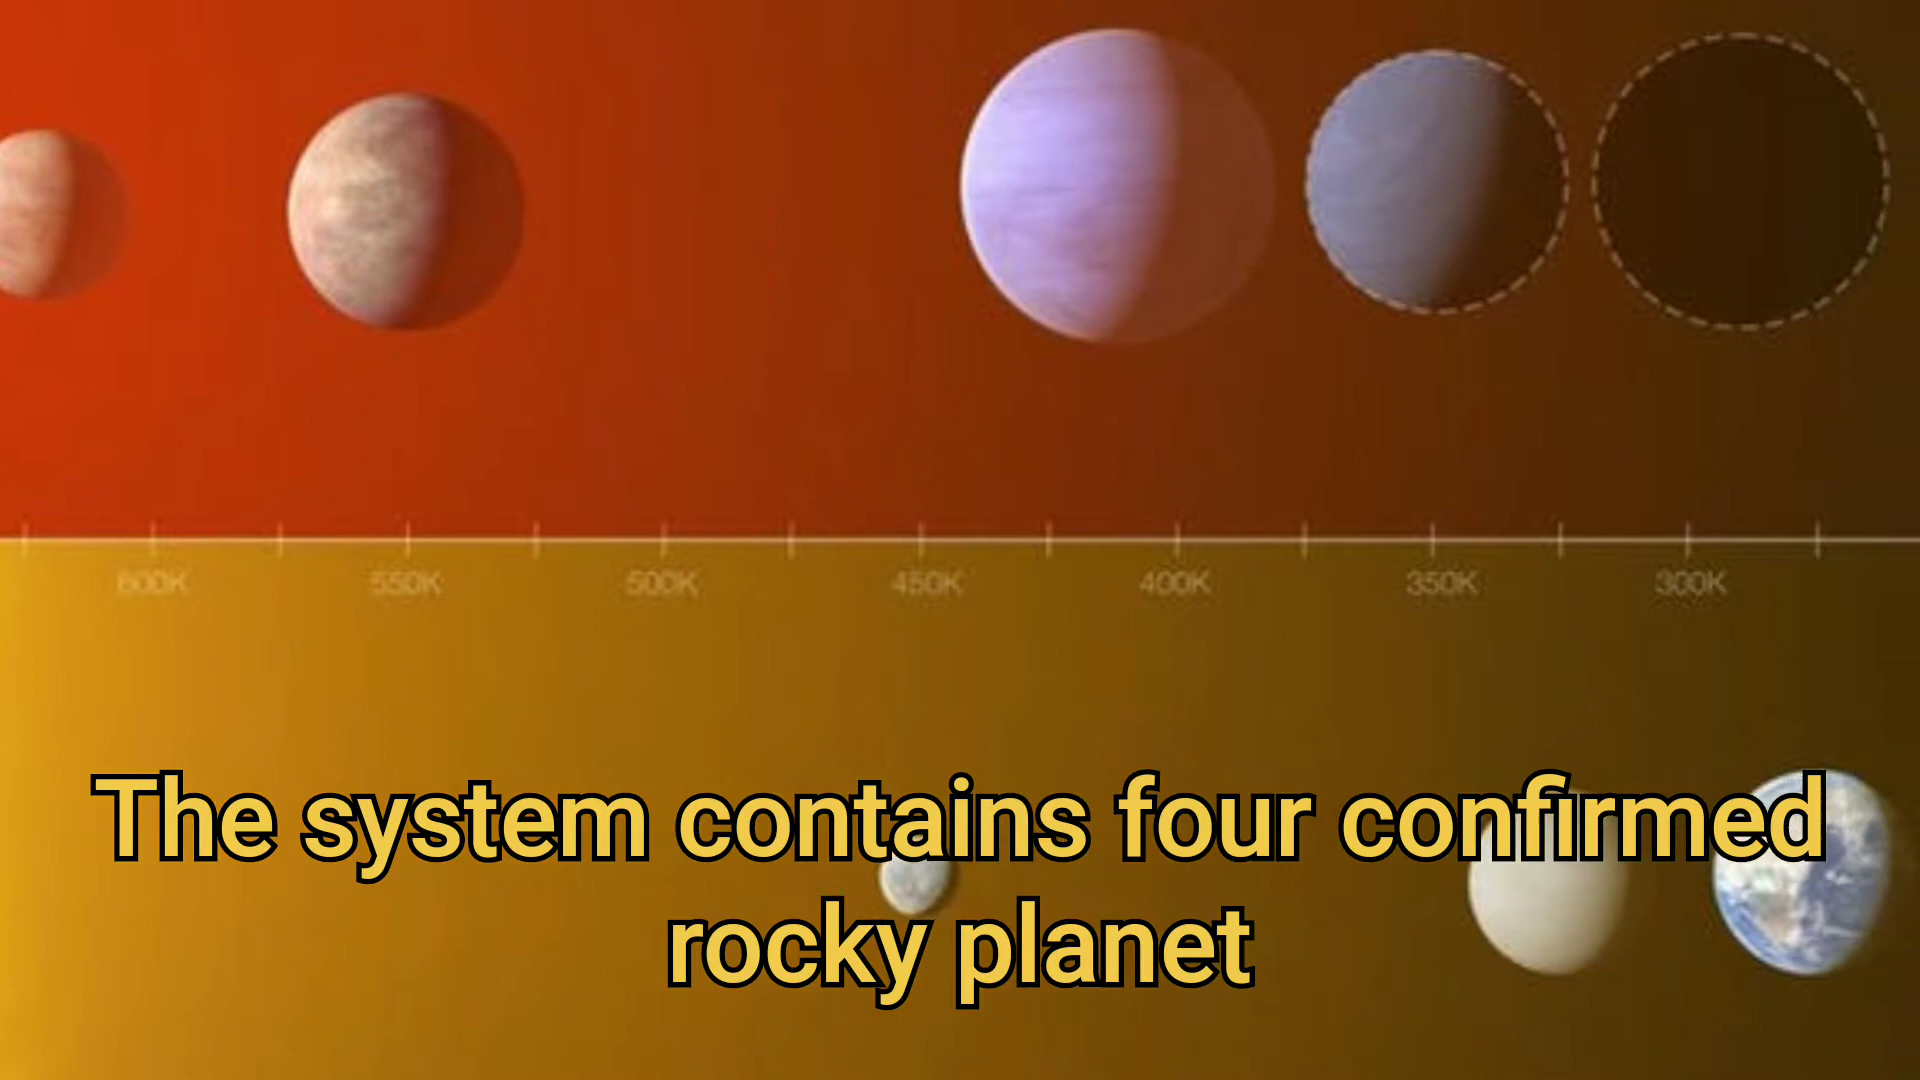 600K 550K 500K 450K 400K 350K 300K
The system contains four confirmed
rocky planet